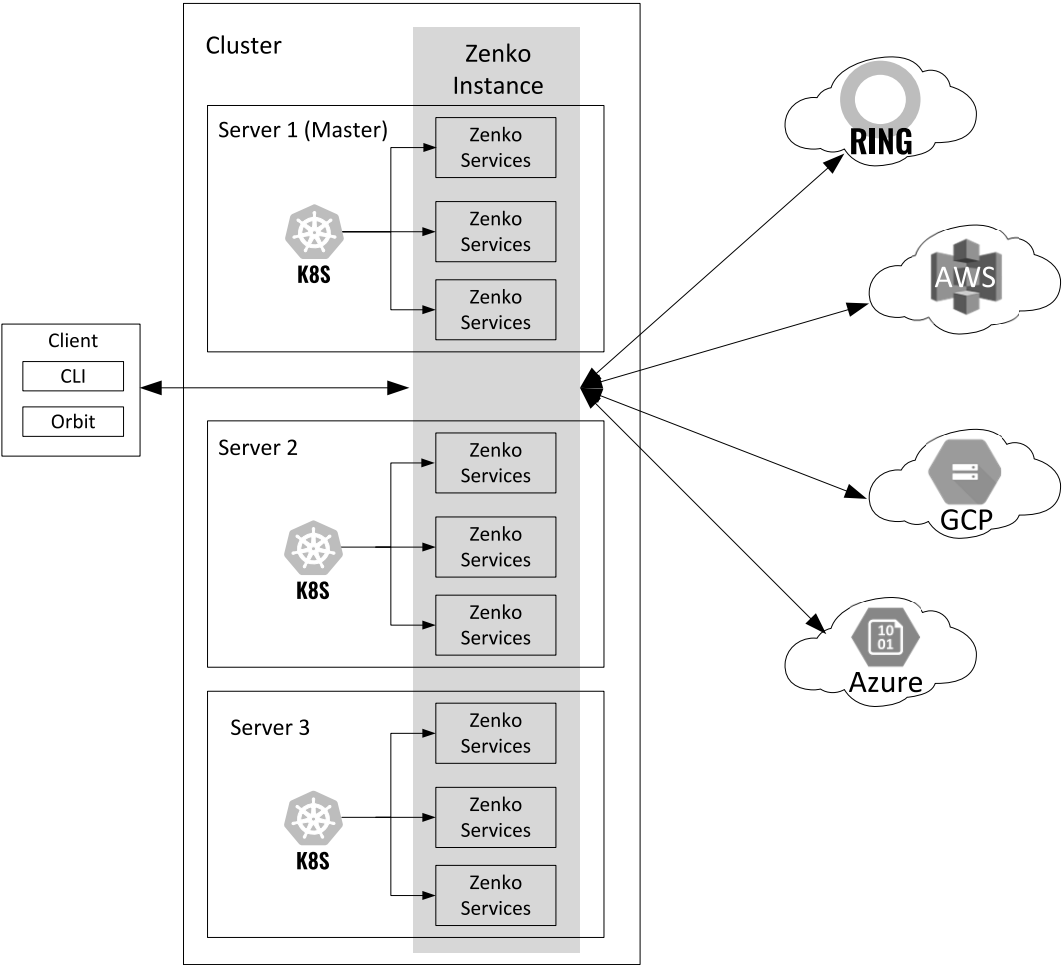 Cluster
Zenko
Instance
Server 1 (Master)
Zenko
Services
Zenko
Services
K8S
Zenko
Services
Client
CLI
Orbit
Server 2
Zenko
Services
Zenko
Services
K8S
Zenko
Services
Server 3
Zenko
Services
Zenko
Services
K8S
Zenko
Services
RING
AWS
GCP
10
01
Azure